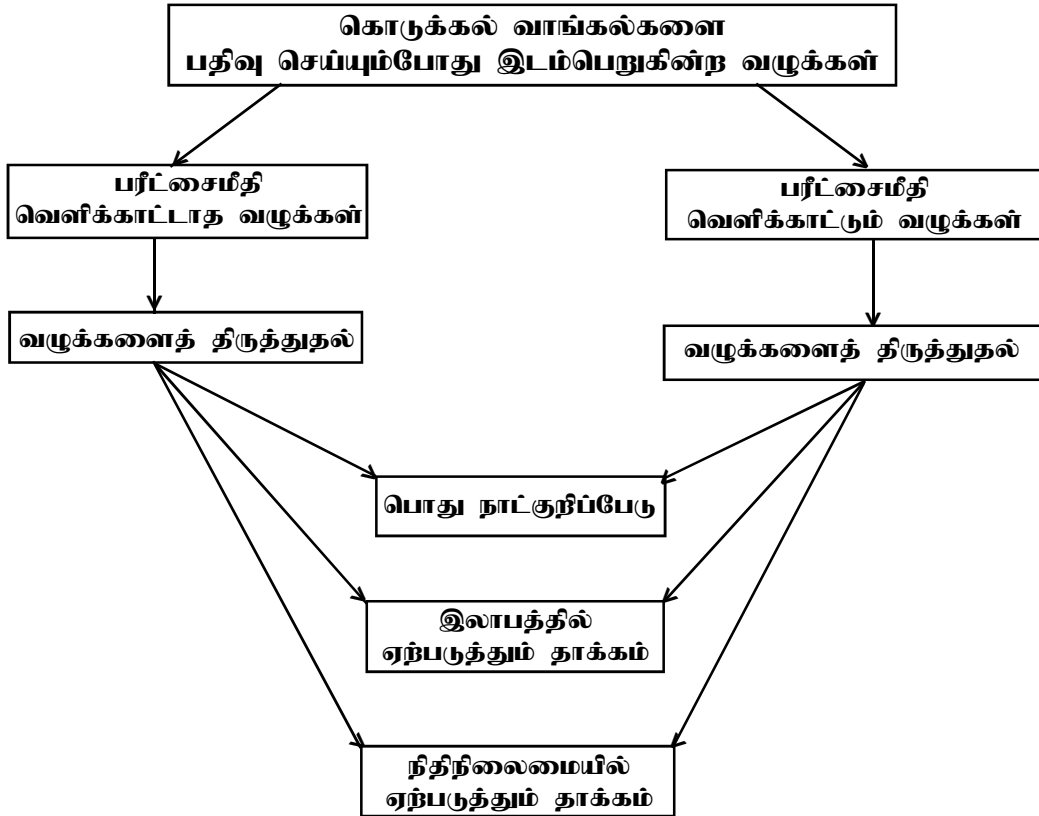 கொடுக்கல் வாங்கல்களை
பதிவு செய்யும்போது இடம்பெறுகின்ற வழுக்கள்
பரீட்சைமீதி
வெளிக்காட்டாத வழுக்கள்
பரீட்சைமீதி
வெளிக்காட்டும் வழுக்கள்
வழுக்களைத் திருத்துதல்
வழுக்களைத் திருத்துதல்
பொது நாட்குறிப்பேடு
இலாபத்தில்
ஏற்படுத்தும் தாக்கம்
நிதிநிலைமையில்
ஏற்படுத்தும் தாக்கம்